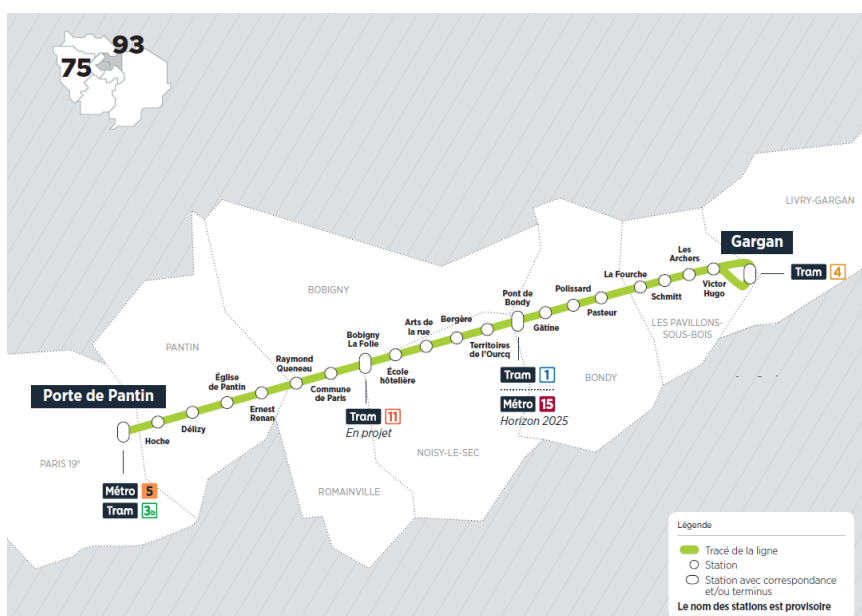 93
75
LIVRY-GARGAN
Gargan
Tram 4
Les
Archers
La Fourche
Victor
Hugo
Schmitt
Polissard
Pasteur
LES PAVILLONS-
SOUS-BOIS
Pont de
Bondy
Gâtine
BOBIGNY
Bergère
Arts de
la rue
Territoires
de l'Ourcq
Bobigny
La Folie
École
hôtelière
Tram 1
Métro 15
Horizon 2025
BONDY
PANTIN
Raymond
Queneau
Commune
de Paris
Tram 11
En projet
NOISY-LE-SEC
Église
de Pantin
Ernest
Renan
Porte de Pantin
Délizy
Hoche
PARIS 19e
Métro 5
Tram 3b
ROMAINVILLE
Légende
Tracé de la ligne
Station
Station avec correspondance
et/ou terminus
Le nom des stations est provisoire